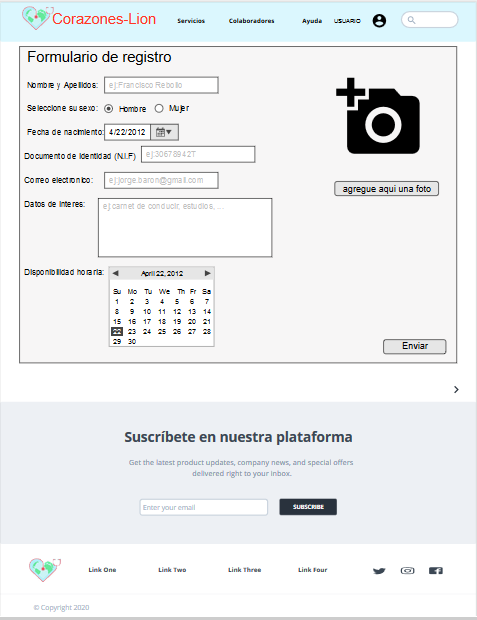 Corazones-Lion
Servicios
Colaboradores
Ayuda
USUARIO
Formulario de registro
Nombre y Apellidos:
ej:Francisco Rebollo
Seleccione su sexo:
Hombre
Mujer
Fecha de nacimiento:
4/22/2012
Documento de Identidad (N.I.F)
ej:30678942T
Correo electronico:
ej:jorge.baron@gmail.com
Datos de Interes:
ej:carnet de conducir, estudios, ...
agregue aqui una foto
Disponibilidad horaria:
April 22, 2012
Su Mo Tu We Th Fr Sa
1 2 3 4 5 6 7
8 9 10 11 12 13 14
15 16 17 18 19 20 21
22 23 24 25 26 27 28
29 30
Enviar
Suscríbete en nuestra plataforma
Get the latest product updates, company news, and special offers
delivered right to your inbox.
Enter your email
SUBSCRIBE
Link One
Link Two
Link Three
Link Four
© Copyright 2020